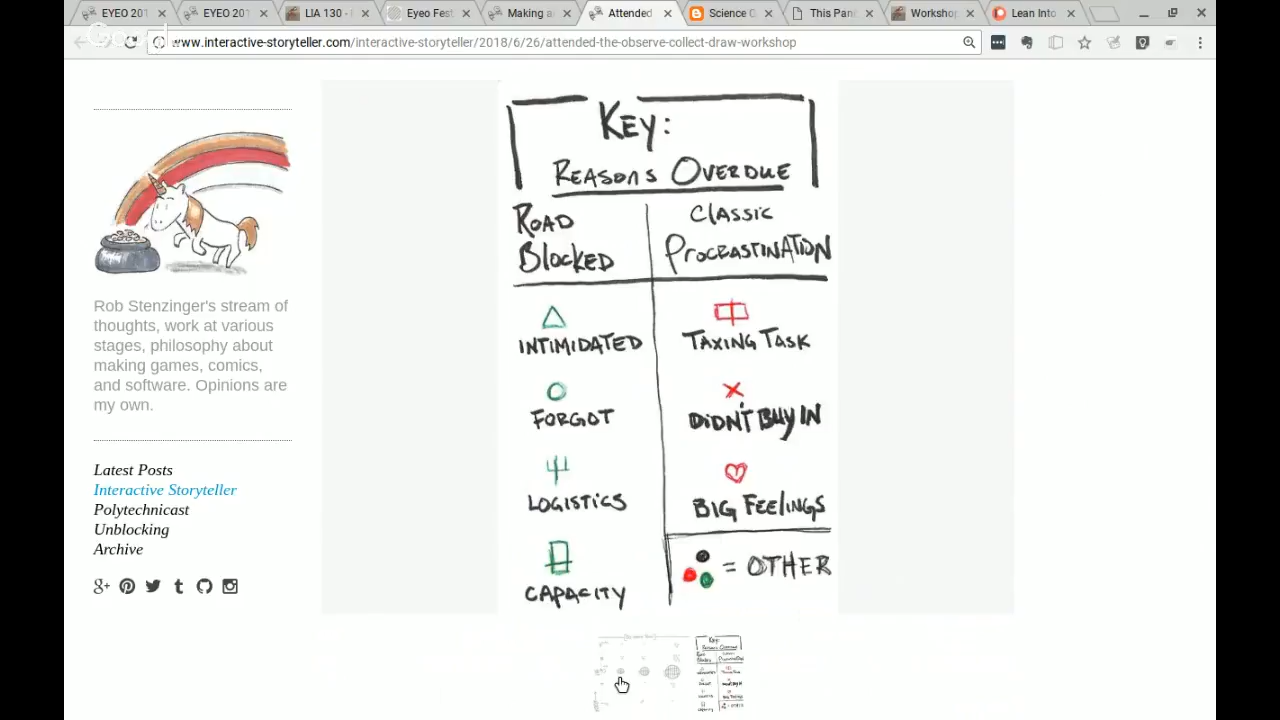 EYEO 201
EYEO 201
LIA 130 -
Eyeo Fest
Making a
Attended
Science G
This Pan
Workshop
Lean Into
www.interactive-storyteller.com/interactive-storyteller/2018/6/26/attended-the-observe-collect-draw-workshop
KEY:
REASONS OVERDUE
ROAD BLOCKED
CLASSIC PROCRASTINATION
INTIMIDATED
TAXING TASK
FORGOT
DIDN'T BUY IN
LOGISTICS
BIG FEELINGS
CAPACITY
= OTHER
Rob Stenzinger's stream of
thoughts, work at various
stages, philosophy about
making games, comics,
and software. Opinions are
my own.
Latest Posts
Interactive Storyteller
Polytechnicast
Unblocking
Archive